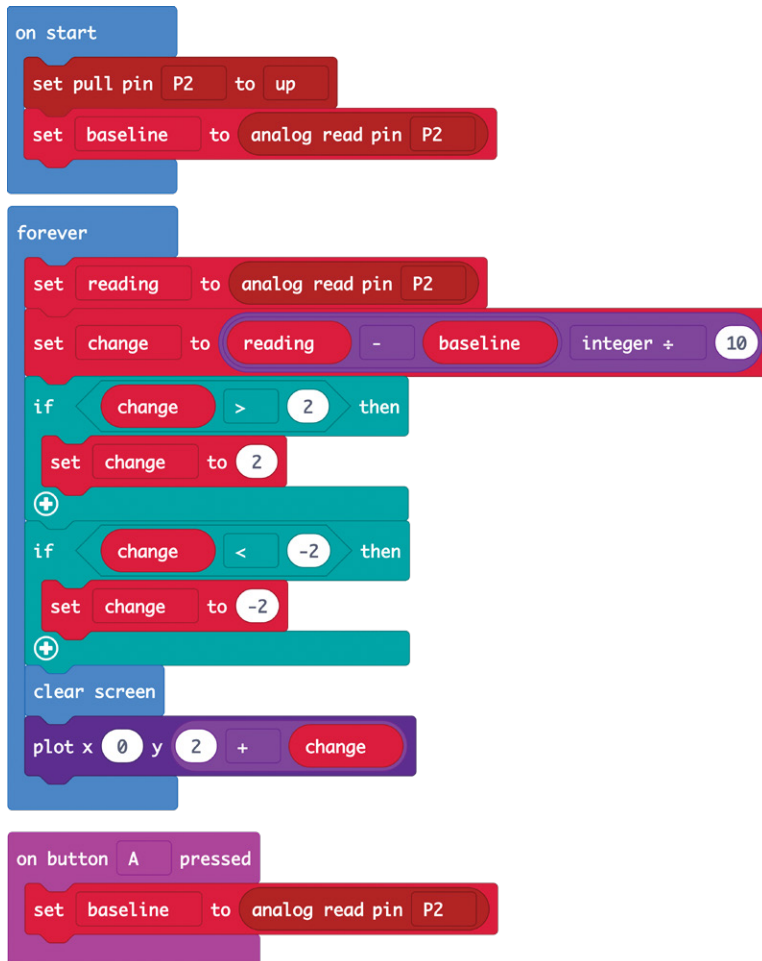 on start
set pull pin P2 to up
set baseline to analog read pin P2
forever
set reading to analog read pin P2
set change to reading - baseline integer ÷ 10
if change > 2 then
set change to 2
if change < -2 then
set change to -2
clear screen
plot x 0 y 2 + change
on button A pressed
set baseline to analog read pin P2